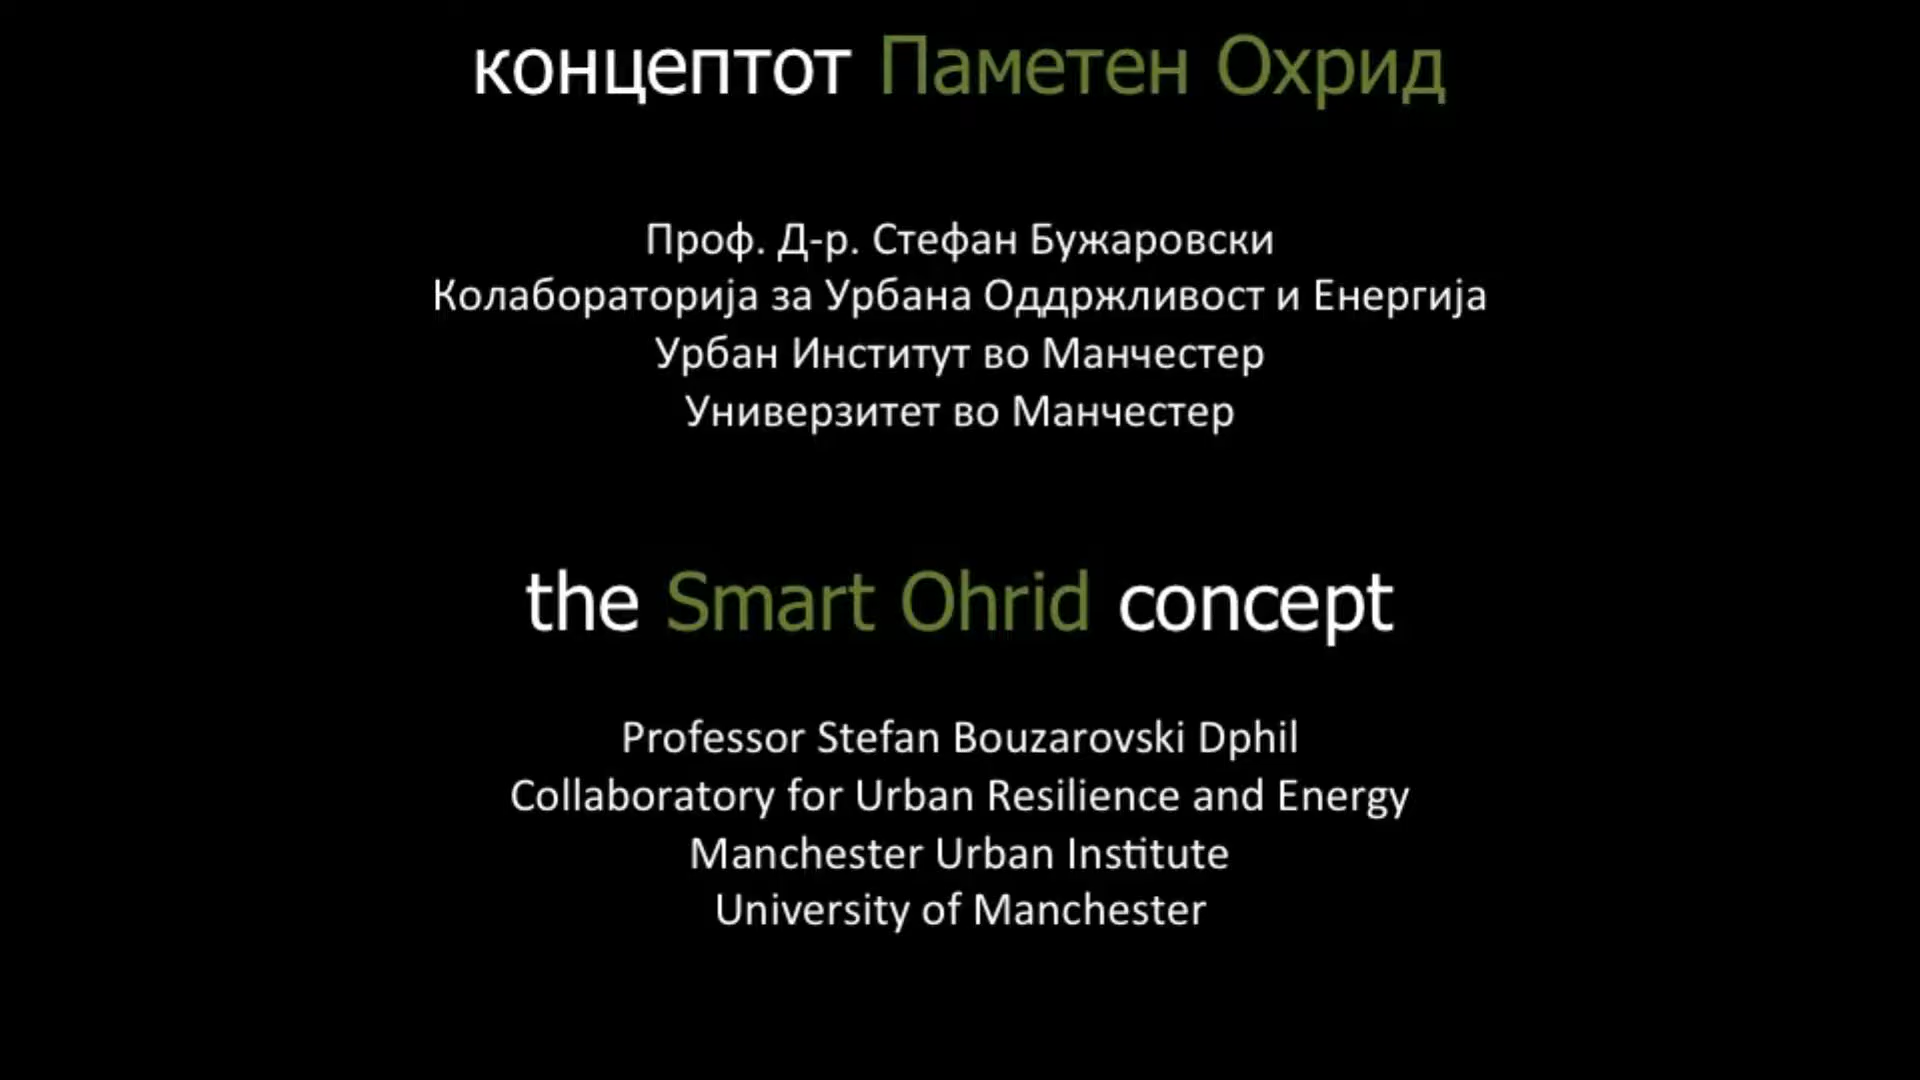 концептот Паметен Охрид
Проф. Д-р. Стефан Бужаровски
Колабораторија за Урбана Оддржливост и Енергија
Урбан Институт во Манчестер
Универзитет во Манчестер
the Smart Ohrid concept
Professor Stefan Bouzarovski Dphil
Collaboratory for Urban Resilience and Energy
Manchester Urban Institute
University of Manchester